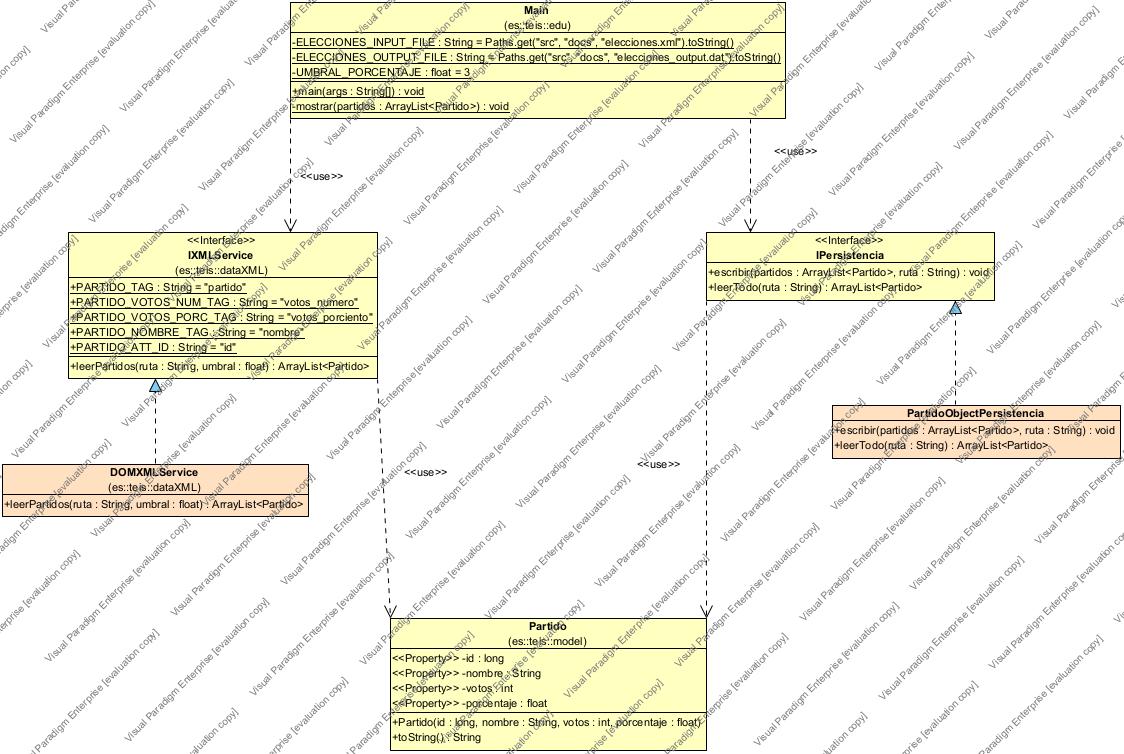 Main
(es::teis::edu)
-ELECCIONES_INPUT_FILE : String = Paths.get("src", "docs", "elecciones.xml").toString()
-ELECCIONES_OUTPUT_FILE : String = Paths.get("src", "docs", "elecciones_output.dat").toString()
-UMBRAL_PORCENTAJE : float = 3
+main(args : String[]) : void
-mostrar(partidos : ArrayList<Partido>) : void
<<use>>
<<use>>
<<Interface>>
IXMLService
(es::teis::dataXML)
+PARTIDO_TAG : String = "partido"
+PARTIDO_VOTOS_NUM_TAG : String = "votos_numero"
+PARTIDO_VOTOS_PORC_TAG : String = "votos_porciento"
+PARTIDO_NOMBRE_TAG : String = "nombre"
+PARTIDO_ATT_ID : String = "id"
+leerPartidos(ruta : String, umbral : float) : ArrayList<Partido>
<<Interface>>
IPersistencia
+escribir(partidos : ArrayList<Partido>, ruta : String) : void
+leerTodo(ruta : String) : ArrayList<Partido>
PartidoObjectPersistencia
+escribir(partidos : ArrayList<Partido>, ruta : String) : void
+leerTodo(ruta : String) : ArrayList<Partido>
DOMXMLService
(es::teis::dataXML)
+leerPartidos(ruta : String, umbral : float) : ArrayList<Partido>
<<use>>
<<use>>
Partido
(es::teis::model)
<<Property>> -id : long
<<Property>> -nombre : String
<<Property>> -votos : int
<<Property>> -porcentaje : float
+Partido(id : long, nombre : String, votos : int, porcentaje : float)
+toString() : String
Visual Paradigm Enterprise [evaluation copy]